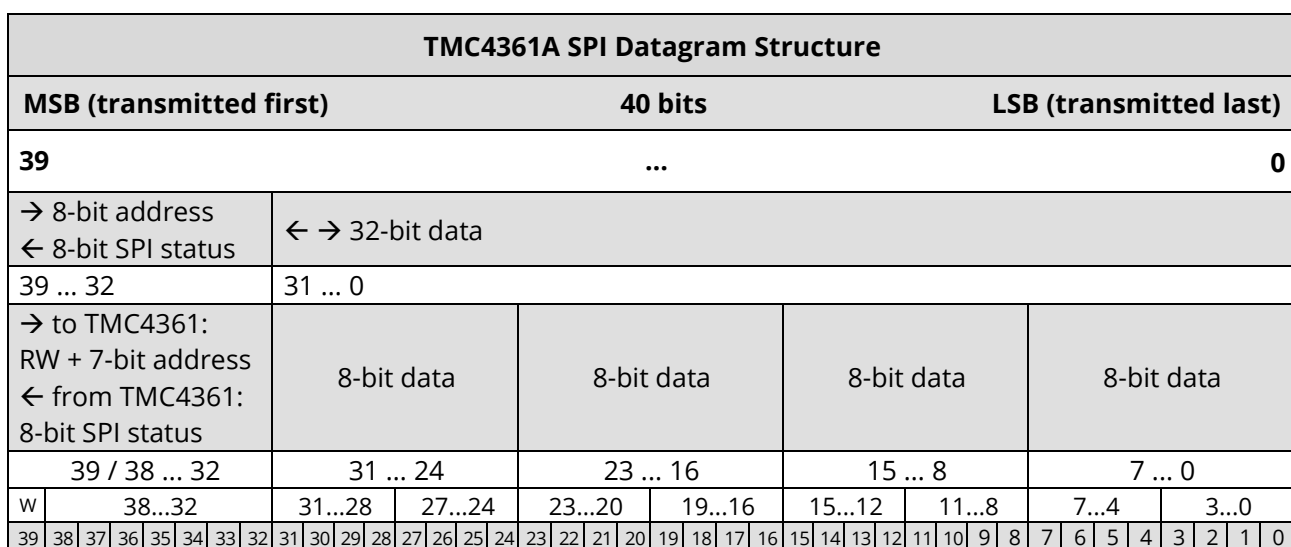 TMC4361A SPI Datagram Structure
MSB (transmitted first) 40 bits LSB (transmitted last)
39 ... 0
→ 8-bit address
← 8-bit SPI status
← → 32-bit data
39 ... 32 31 ... 0
→ to TMC4361:
RW + 7-bit address
← from TMC4361:
8-bit SPI status
8-bit data 8-bit data 8-bit data 8-bit data
39 / 38 ... 32 31 ... 24 23 ... 16 15 ... 8 7 ... 0
W 38...32 31...28 27...24 23...20 19...16 15...12 11...8 7...4 3...0
39 38 37 36 35 34 33 32 31 30 29 28 27 26 25 24 23 22 21 20 19 18 17 16 15 14 13 12 11 10 9 8 7 6 5 4 3 2 1 0